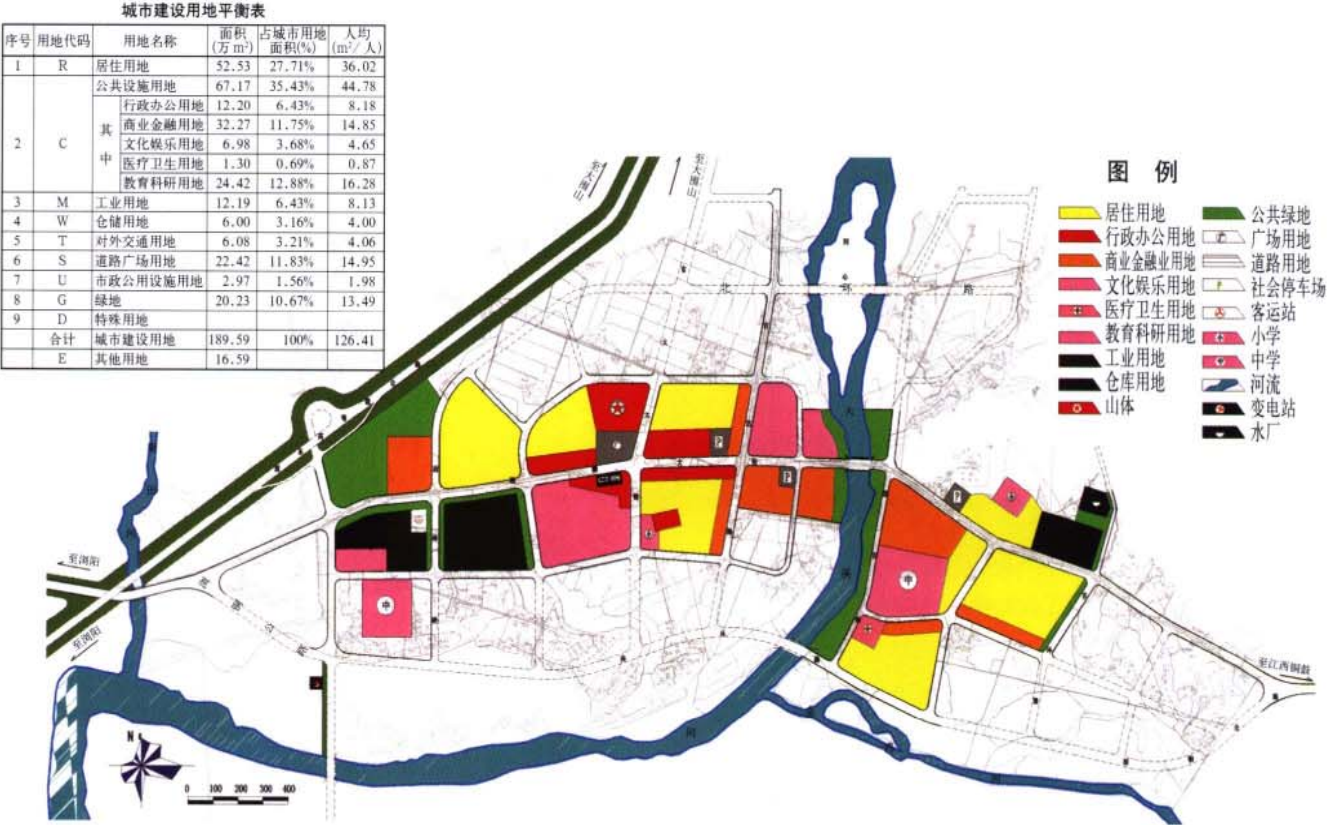 城市建设用地平衡表
序号 用地代码 用地名称 面积(万m²) 占城市用地面积(%) 人均(m²/人)
1 R 居住用地 52.53 27.71% 36.02
2 C 公共设施用地 67.17 35.43% 44.78
其中 行政办公用地 12.20 6.43% 8.18
商业金融用地 32.27 11.75% 14.85
文化娱乐用地 6.98 3.68% 4.65
医疗卫生用地 1.30 0.69% 0.87
教育科研用地 24.42 12.88% 16.28
3 M 工业用地 12.19 6.43% 8.13
4 W 仓储用地 6.00 3.16% 4.00
5 T 对外交通用地 6.08 3.21% 4.06
6 S 道路广场用地 22.42 11.83% 14.95
7 U 市政公用设施用地 2.97 1.56% 1.98
8 G 绿地 20.23 10.67% 13.49
9 D 特殊用地
合计 城市建设用地 189.59 100% 126.41
E 其他用地 16.59
至大围山
至大围山
图 例
居住用地
行政办公用地
商业金融业用地
文化娱乐用地
医疗卫生用地
教育科研用地
工业用地
仓库用地
山体
公共绿地
广场用地
道路用地
社会停车场
客运站
小学
中学
河流
变电站
水厂
北 环 路
P
P
P
中
中
小
至浏阳
至浏阳
至江西铜鼓
N
0 100 200 300 400